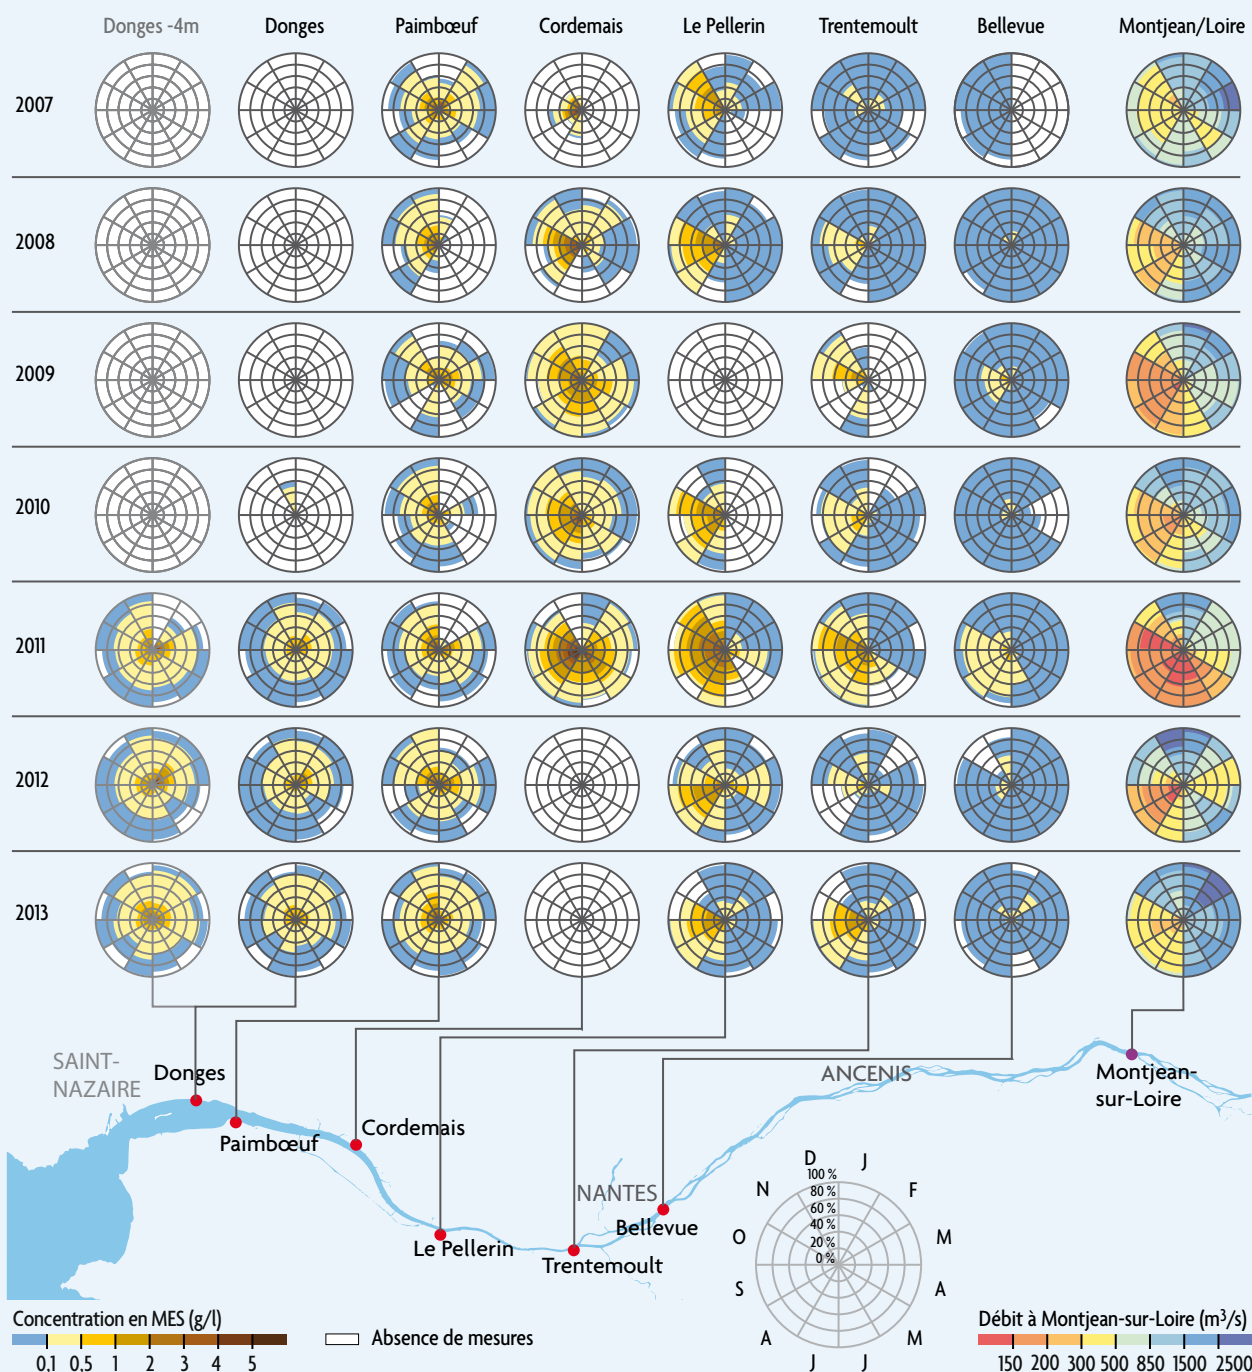 Donges -4m Donges Paimbœuf Cordemais Le Pellerin Trentemoult Bellevue Montjean/Loire
2007
2008
2009
2010
2011
2012
2013
SAINT-
NAZAIRE
Donges
Paimbœuf
Cordemais
Le Pellerin
NANTES
Trentemoult
Bellevue
ANCENIS
Montjean-
sur-Loire
D J
N F
O M
S A
A M
J J
100 %
80 %
60 %
40 %
20 %
0 %
Concentration en MES (g/l)
0,1 0,5 1 2 3 4 5
Absence de mesures
Débit à Montjean-sur-Loire (m³/s)
150 200 300 500 850 1500 2500